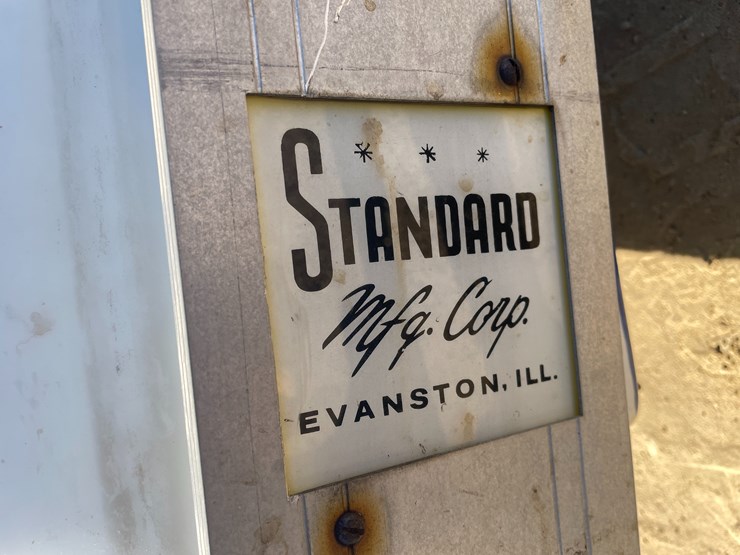 * * *
STANDARD
Mfg. Corp.
EVANSTON, ILL.